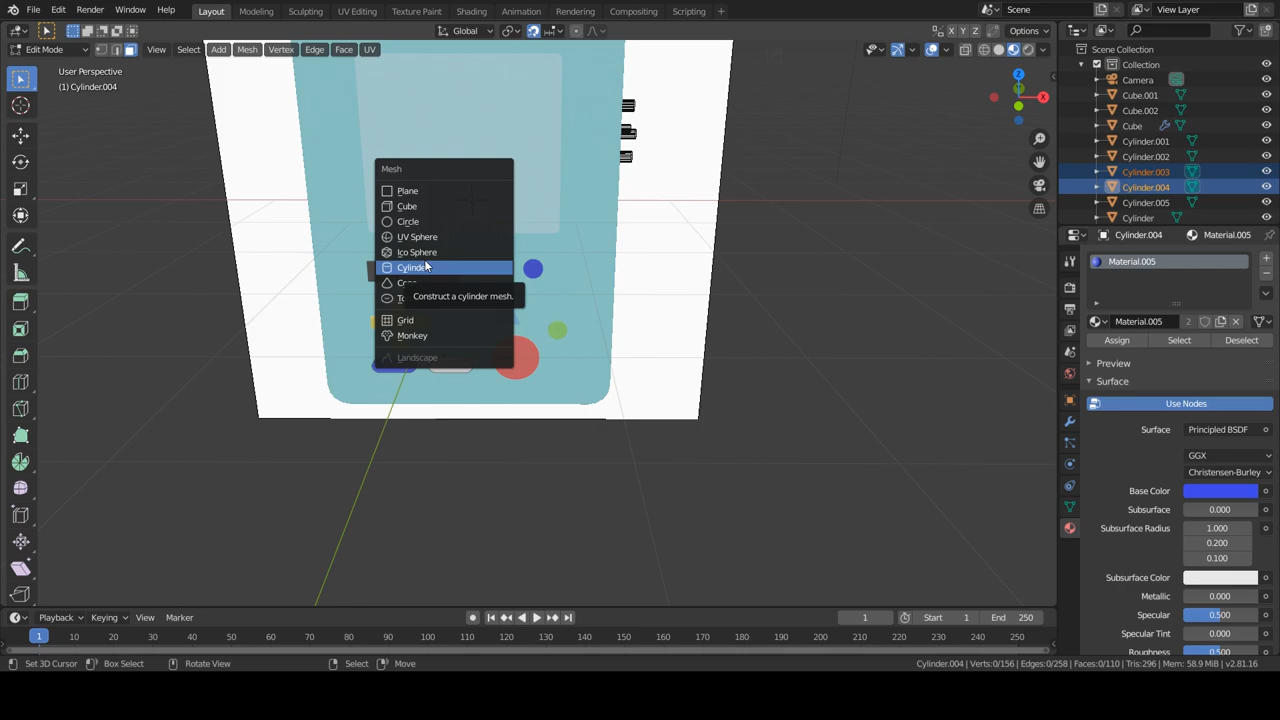 File Edit Render Window Help Layout Modeling Sculpting UV Editing Texture Paint Shading Animation Rendering Compositing Scripting + Scene View Layer
Global X Y Z Options
Edit Mode View Select Add Mesh Vertex Edge Face UV
User Perspective
(1) Cylinder.004
Mesh
Plane
Cube
Circle
UV Sphere
Ico Sphere
Construct a cylinder mesh.
Grid
Monkey
Landscape
Z
X
Scene Collection
Collection
Camera
Cube.001
Cube.002
Cube
Cylinder.001
Cylinder.002
Cylinder.003
Cylinder.004
Cylinder.005
Cylinder
Cylinder.004 Material.005
Material.005
Material.005 2
Assign Select Deselect
Preview
Surface
Use Nodes
Surface Principled BSDF
GGX
Christensen-Burley
Base Color
Subsurface 0.000
Subsurface Radius 1.000
0.200
0.100
Subsurface Color
Metallic 0.000
Specular 0.500
Specular Tint 0.000
Roughness 0.500
Playback Keying View Marker 1 Start 1 End 250
1 10 20 30 40 50 60 70 80 90 100 110 120 130 140 150 160 170 180 190 200 210 220 230 240 250
Set 3D Cursor Box Select Rotate View Select Move Cylinder.004 | Verts:0/156 | Edges:0/258 | Faces:0/110 | Tris:296 | Mem: 58.9 MiB | v2.81.16